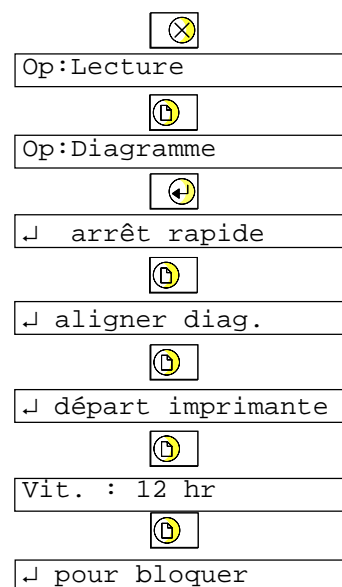 Op:Lecture
Op:Diagramme
↵ arrêt rapide
↵ aligner diag.
↵ départ imprimante
Vit. : 12 hr
↵ pour bloquer